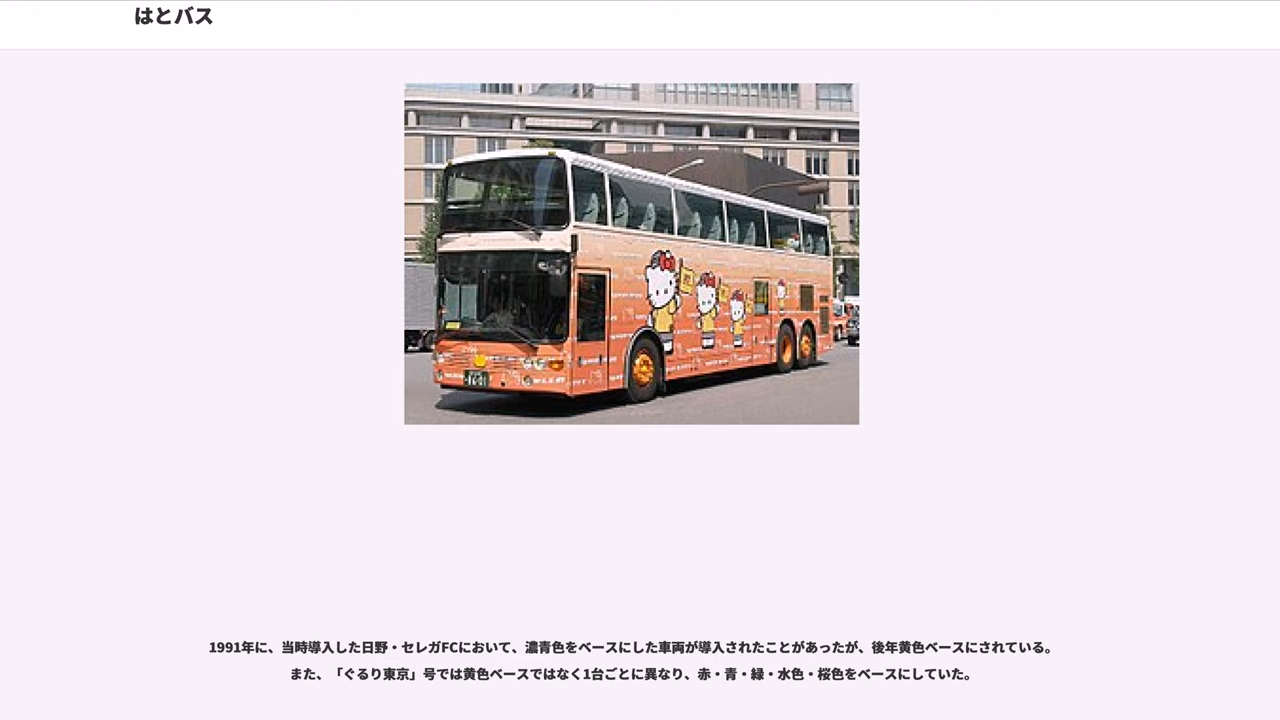 はとバス
1991年に、当時導入した日野・セレガFCにおいて、濃青色をベースにした車両が導入されたことがあったが、後年黄色ベースにされている。
また、「ぐるり東京」号では黄色ベースではなく1台ごとに異なり、赤・青・緑・水色・桜色をベースにしていた。